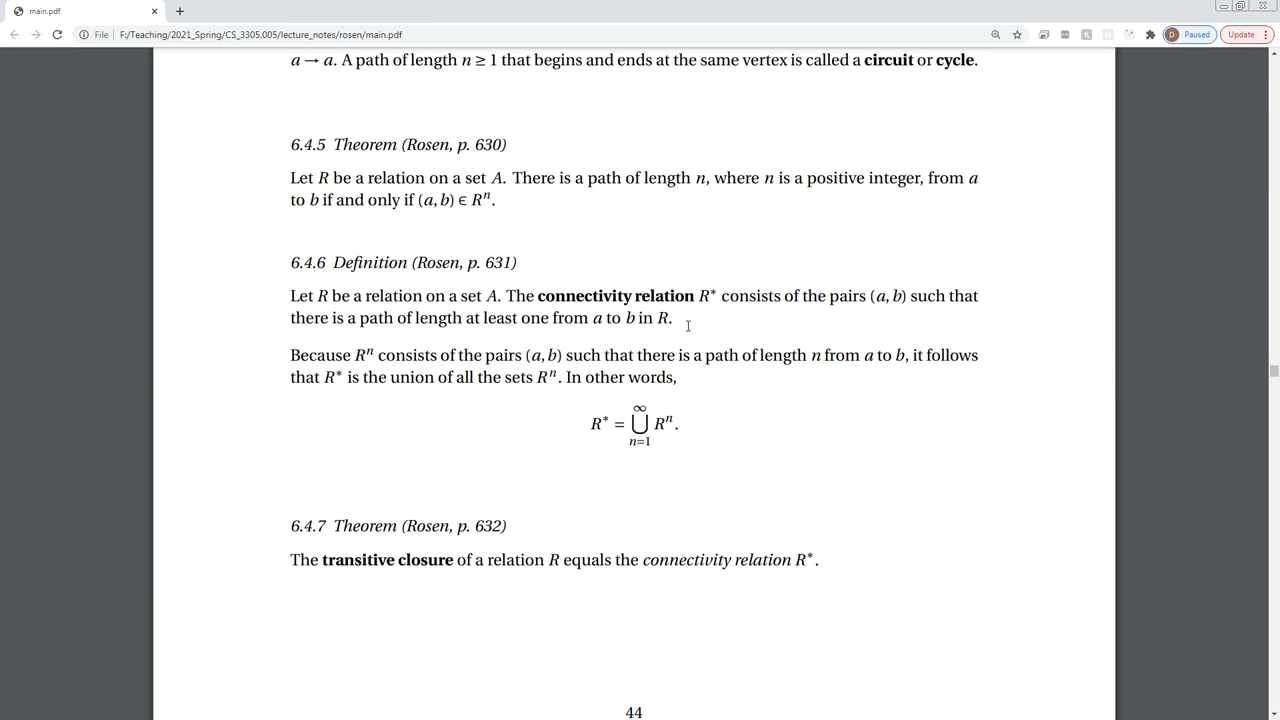 main.pdf
File F:/Teaching/2021_Spring/CS_3305.005/lecture_notes/rosen/main.pdf D Paused Update
a → a. A path of length n ≥ 1 that begins and ends at the same vertex is called a circuit or cycle.
6.4.5 Theorem (Rosen, p. 630)
Let R be a relation on a set A. There is a path of length n, where n is a positive integer, from a
to b if and only if (a, b) ∈ Rⁿ.
6.4.6 Definition (Rosen, p. 631)
Let R be a relation on a set A. The connectivity relation R* consists of the pairs (a, b) such that
there is a path of length at least one from a to b in R.
Because Rⁿ consists of the pairs (a, b) such that there is a path of length n from a to b, it follows
that R* is the union of all the sets Rⁿ. In other words,
∞
R* = ⋃ Rⁿ.
n=1
6.4.7 Theorem (Rosen, p. 632)
The transitive closure of a relation R equals the connectivity relation R*.
44